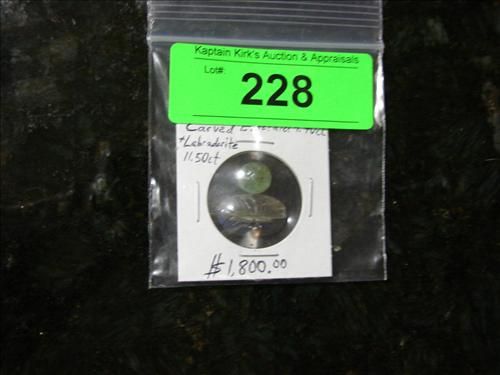 Kaptain Kirk's Auction & Appraisals
Lot#:
228
Carved
+Labradorite
11.50ct
$1,800.00